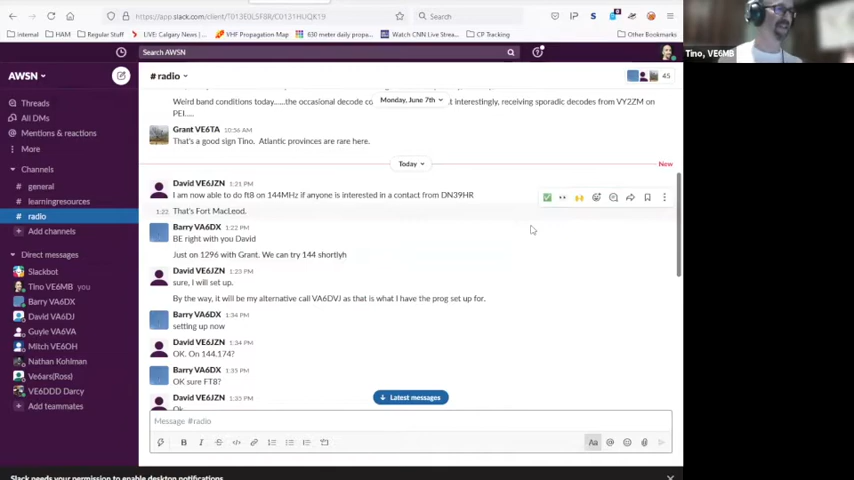 https://app.slack.com/client/T013E0LSF8R/C0131HUQK19/
Search
Internal
HAM
Regular Stuff
LIVE: Calgary News |...
VHF Propagation Map
630 meter daily propa...
Watch CNN Live Strea...
CP Tracking
Other Bookmarks
Search AWSN
Tino, VE6MB
AWSN
# radio
45
Threads
All DMs
Mentions & reactions
More
Channels
# general
# learningresources
# radio
Add channels
Direct messages
Slackbot
Tino VE6MB you
Barry VA6DX
David VA6DJ
Guyle VA6VA
Mitch VE6OH
Nathan Kohlman
Ve6ars(Ross)
VE6DDD Darcy
Add teammates
Monday, June 7th
Weird band conditions today......the occasional decode co
t interestingly, receiving sporadic decodes from VY2ZM on
PEI....
Grant VE6TA 10:56 AM
That's a good sign Tino. Atlantic provinces are rare here.
Today
New
David VE6JZN 1:21 PM
I am now able to do ft8 on 144MHz if anyone is interested in a contact from DN39HR
1:22 That's Fort MacLeod.
Barry VA6DX 1:22 PM
BE right with you David
Just on 1296 with Grant. We can try 144 shortlyh
David VE6JZN 1:23 PM
sure, I will set up.
By the way, it will be my alternative call VA6DVJ as that is what I have the prog set up for.
Barry VA6DX 1:34 PM
setting up now
David VE6JZN 1:34 PM
OK. On 144.174?
Barry VA6DX 1:35 PM
OK sure FT8?
David VE6JZN 1:35 PM
Ok
Latest messages
Message #radio
Slack needs your permission to enable desktop notifications.